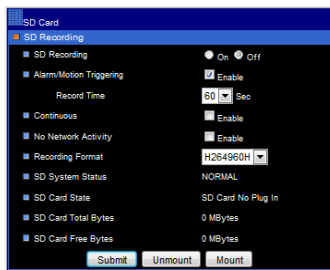 SD Card
SD Recording
SD Recording On Off
Alarm/Motion Triggering Enable
Record Time 60 Sec
Continuous Enable
No Network Activity Enable
Recording Format H264960H
SD System Status NORMAL
SD Card State SD Card No Plug In
SD Card Total Bytes 0 MBytes
SD Card Free Bytes 0 MBytes
Submit Unmount Mount